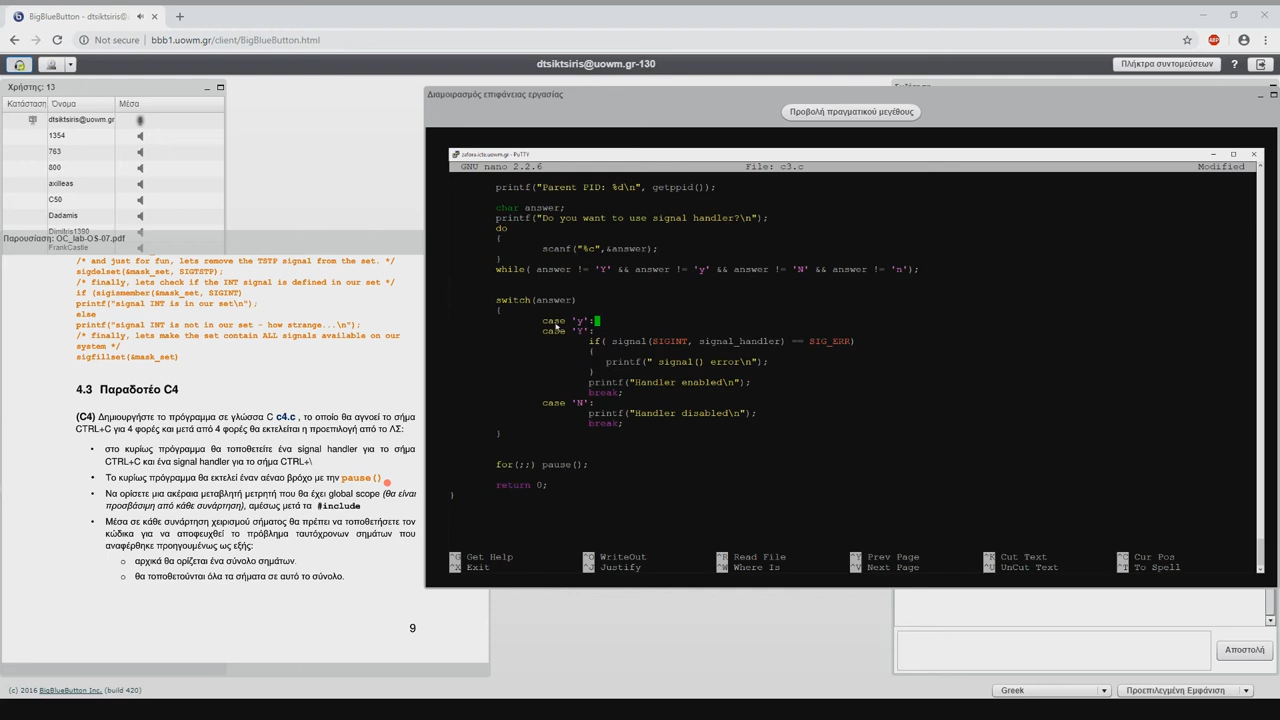 BigBlueButton - dtsiktsiris@
Not secure | bbb1.uowm.gr/client/BigBlueButton.html
ABP
dtsiktsiris@uowm.gr-130
Πλήκτρα συντομεύσεων
?
Χρήστης: 13
Κατάσταση Όνομα Μέσα
dtsiktsiris@uowm.gr
1354
763
800
axilleas
C50
Dadamis
Dimitris1380
FrankCastle
Παρουσίαση: OC_lab-OS-07.pdf
/* and just for fun, lets removes the TSTP signal from the set. */
sigdelset(&mask_set, SIGTSTP);
/* finally, lets check if the INT signal is defined in our set */
if (sigismember(&mask_set, SIGINT)
printf("signal INT is in our set\n");
else
printf("signal INT is not in our set - how strange...\n");
/* finally, lets make the set contain ALL signals available on our
system */
sigfillset(&mask_set)
4.3 Παραδοτέο C4
(C4) Δημιουργήστε το πρόγραμμα σε γλώσσα C c4.c , το οποίο θα αγνοεί το σήμα
CTRL+C για 4 φορές και μετά από 4 φορές θα εκτελείται η προεπιλογή από το ΛΣ:
• στο κυρίως πρόγραμμα θα τοποθετείτε ένα signal handler για το σήμα
CTRL+C και ένα signal handler για το σήμα CTRL+\
• Το κυρίως πρόγραμμα θα εκτελεί έναν αέναο βρόχο με την pause()
• Να ορίσετε μια ακέραια μεταβλητή μετρητή που θα έχει global scope (θα είναι
προσβάσιμη από κάθε συνάρτηση), αμέσως μετά τα #include
• Μέσα σε κάθε συνάρτηση χειρισμού σήματος θα πρέπει να τοποθετήσετε τον
κώδικα για να αποφευχθεί το πρόβλημα ταυτόχρονων σημάτων που
αναφέρθηκε προηγουμένως ως εξής:
o αρχικά θα ορίζεται ένα σύνολο σημάτων.
o θα τοποθετούνται όλα τα σήματα σε αυτό το σύνολο.
9
Διαμοιρασμός επιφάνειας εργασίας
Προβολή πραγματικού μεγέθους
zafora.icte.uowm.gr - PuTTY
GNU nano 2.2.6 File: c3.c Modified
printf("Parent PID: %d\n", getppid());
char answer;
printf("Do you want to use signal handler?\n");
do
{
scanf("%c",&answer);
}
while( answer != 'Y' && answer != 'y' && answer != 'N' && answer != 'n');
switch(answer)
{
case 'y':
case 'Y':
if( signal(SIGINT, signal_handler) == SIG_ERR)
{
printf(" signal() error\n");
}
printf("Handler enabled\n");
break;
case 'N':
printf("Handler disabled\n");
break;
}
for(;;) pause();
return 0;
}
^G Get Help ^O WriteOut ^R Read File ^Y Prev Page ^K Cut Text ^C Cur Pos
^X Exit ^J Justify ^W Where Is ^V Next Page ^U UnCut Text ^T To Spell
Αποστολή
(c) 2016 BigBlueButton Inc. (build 420)
Greek
Προεπιλεγμένη Εμφάνιση